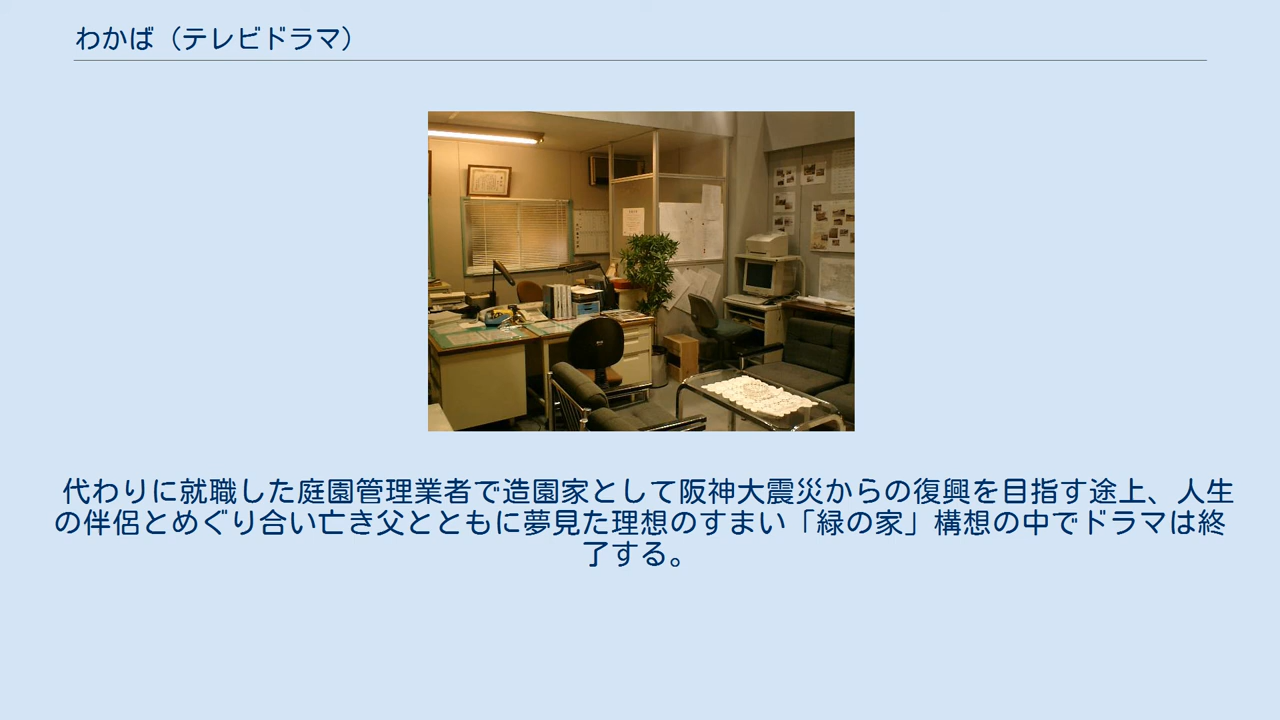 わかば（テレビドラマ）
代わりに就職した庭園管理業者で造園家として阪神大震災からの復興を目指す途上、人生
の伴侶とめぐり合い亡き父とともに夢見た理想のすまい「緑の家」構想の中でドラマは終
了する。